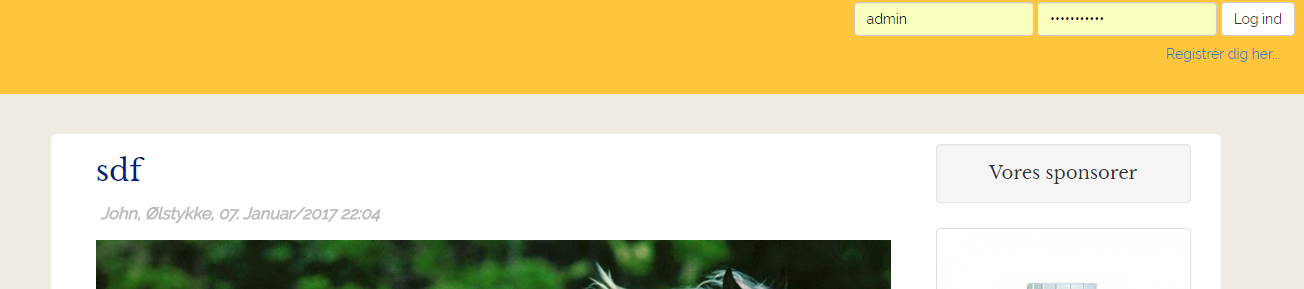 admin
••••••••••• Log ind
Registrér dig her...
sdf
John, Ølstykke, 07. Januar/2017 22:04
Vores sponsorer